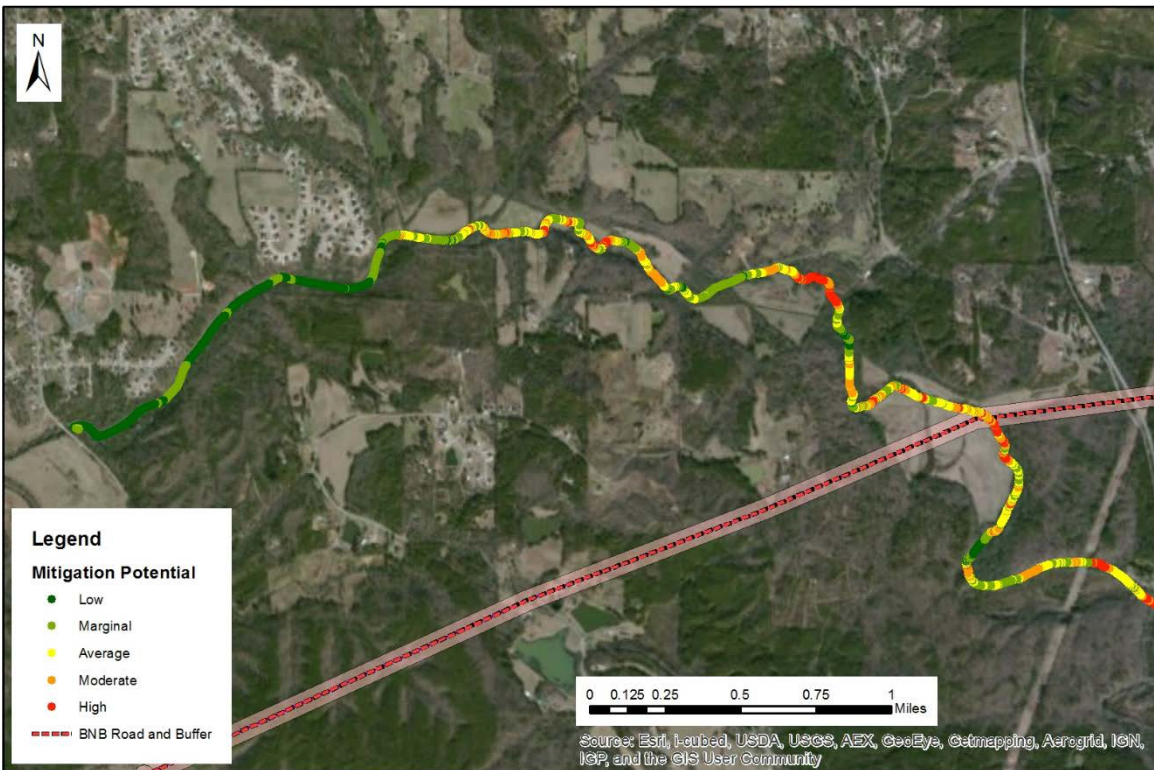 N
Legend
Mitigation Potential
Low
Marginal
Average
Moderate
High
BNB Road and Buffer
0 0.125 0.25 0.5 0.75 1
Miles
Source: Esri, i-cubed, USDA, USGS, AEX, GeoEye, Getmapping, Aerogrid, IGN,
IGP, and the GIS User Community